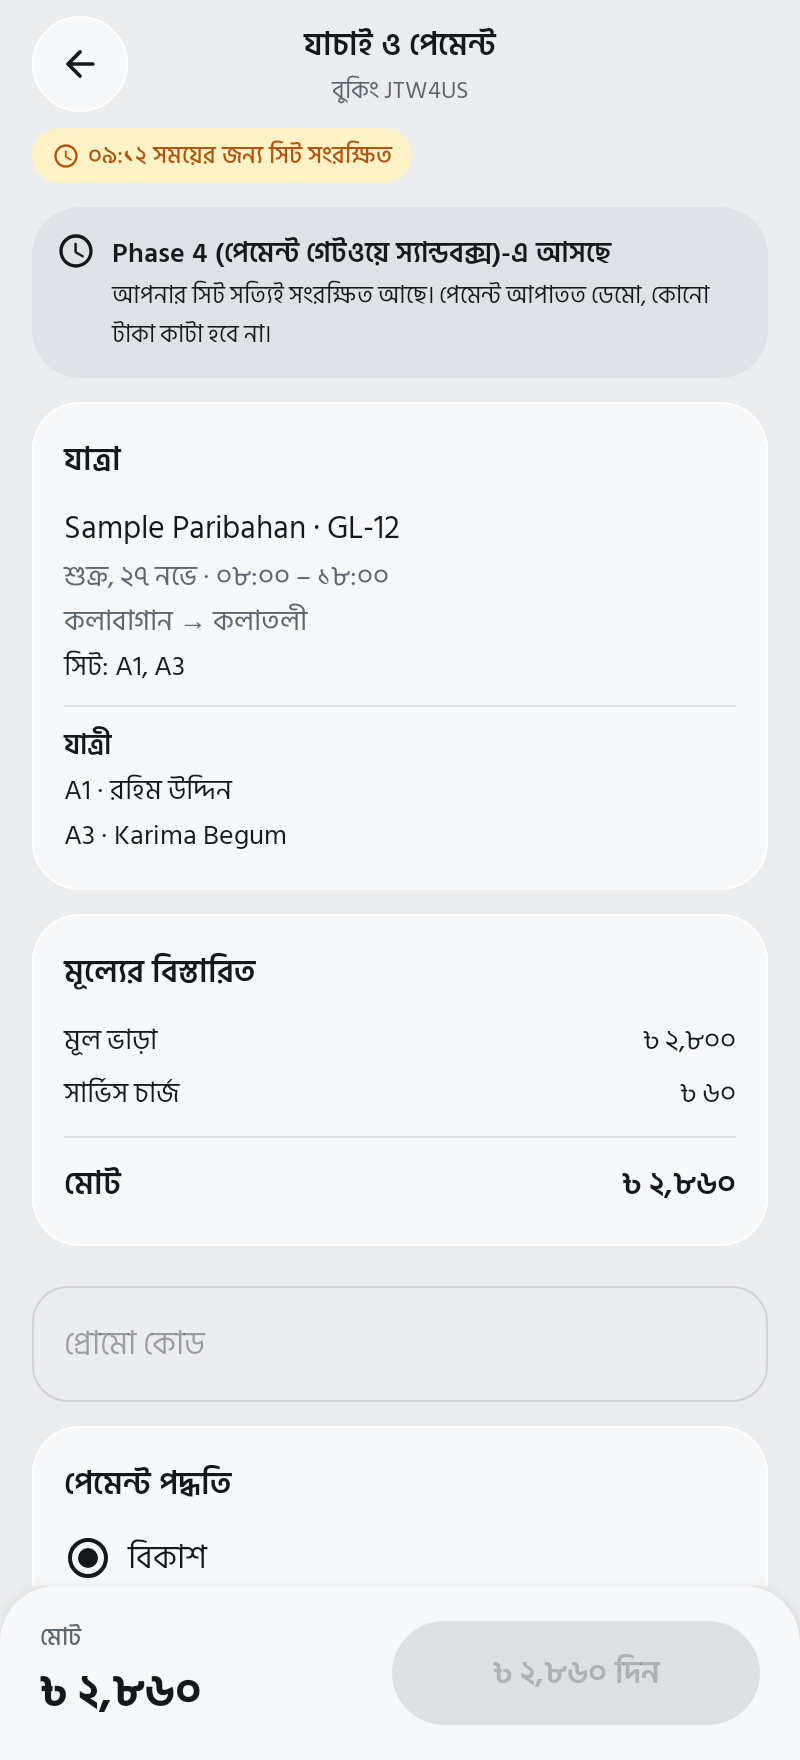 যাচাই ও পেমেন্ট
বুকিং JTW4US
০৯:১২ সময়ের জন্য সিট সংরক্ষিত
Phase 4 (পেমেন্ট গেটওয়ে স্যান্ডবক্স)-এ আসছে
আপনার সিট সত্যিই সংরক্ষিত আছে। পেমেন্ট আপাতত ডেমো, কোনো
টাকা কাটা হবে না।
যাত্রা
Sample Paribahan · GL-12
শুক্র, ২৭ নভে · ০৮:০০ – ১৮:০০
কলাবাগান → কলাতলী
সিট: A1, A3
যাত্রী
A1 · রহিম উদ্দিন
A3 · Karima Begum
মূল্যের বিস্তারিত
মূল ভাড়া ৳ ২,৮০০
সার্ভিস চার্জ ৳ ৬০
মোট ৳ ২,৮৬০
প্রোমো কোড
পেমেন্ট পদ্ধতি
বিকাশ
মোট
৳ ২,৮৬০
৳ ২,৮৬০ দিন